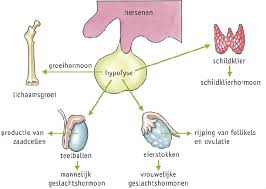 hersenen
groeihormoon
hypofyse
schildklier
lichaamsgroei
schildklierhormoon
productie van
zaadcellen
rijping van follikels
en ovulatie
teelballen
eierstokken
mannelijk
geslachtshormoon
vrouwelijke
geslachtshormonen